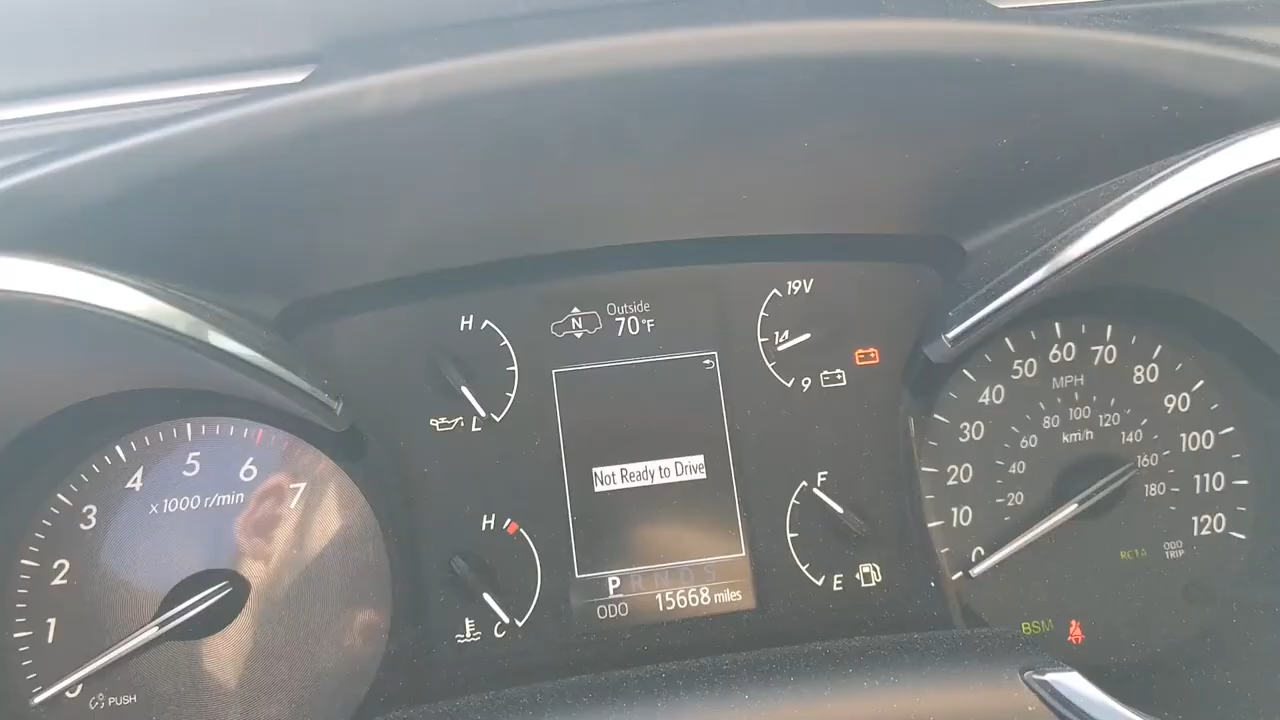 Outside
70°F
N
H
L
19V
14
9
Not Ready to Drive
P R N D S
ODO 15668 miles
H
C
F
E
1
2
3
4
5
6
7
x1000 r/min
PUSH
0
10
20
30
40
50
60
70
80
90
100
110
120
MPH
20
40
60
80
100
120
140
160
180
km/h
RCTA
ODO
TRIP
BSM